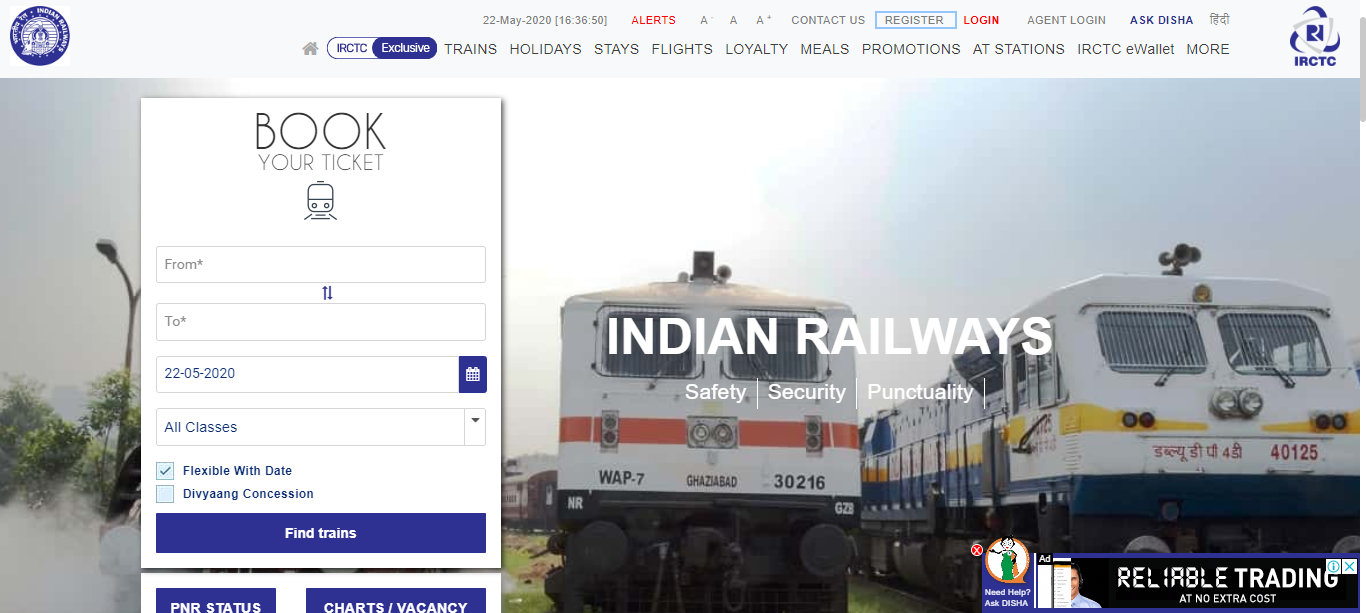 22-May-2020 [16:36:50] ALERTS A - A A + CONTACT US REGISTER LOGIN AGENT LOGIN ASK DISHA हिंदी
IRCTC Exclusive TRAINS HOLIDAYS STAYS FLIGHTS LOYALTY MEALS PROMOTIONS AT STATIONS IRCTC eWallet MORE
INDIAN RAILWAYS
भारतीय रेल
IRCTC
BOOK
YOUR TICKET
From*
To*
22-05-2020
All Classes
Flexible With Date
Divyaang Concession
Find trains
PNR STATUS
CHARTS / VACANCY
INDIAN RAILWAYS
Safety
Security
Punctuality
WAP-7
GHAZIABAD
30216
NR
GZB
डब्ल्यू डी पी 4डी
40125
Need Help?
Ask DISHA
Ad
RELIABLE TRADING
AT NO EXTRA COST